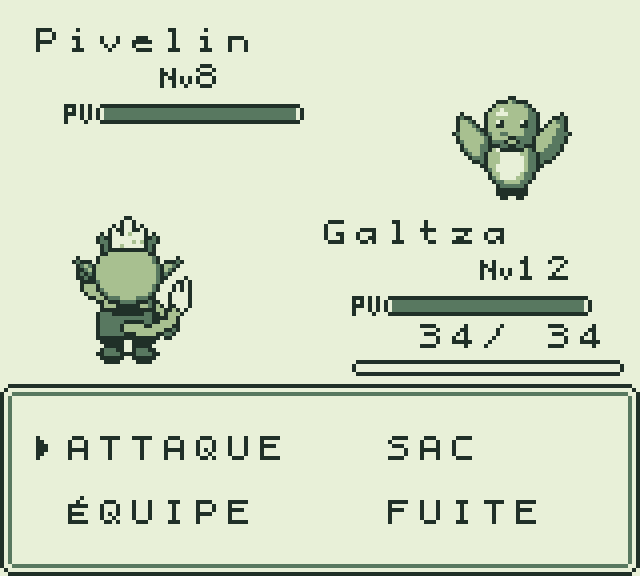 Pivelin
Nv8
PV
Galtza
Nv12
PV
34/ 34
ATTAQUE SAC
ÉQUIPE FUITE